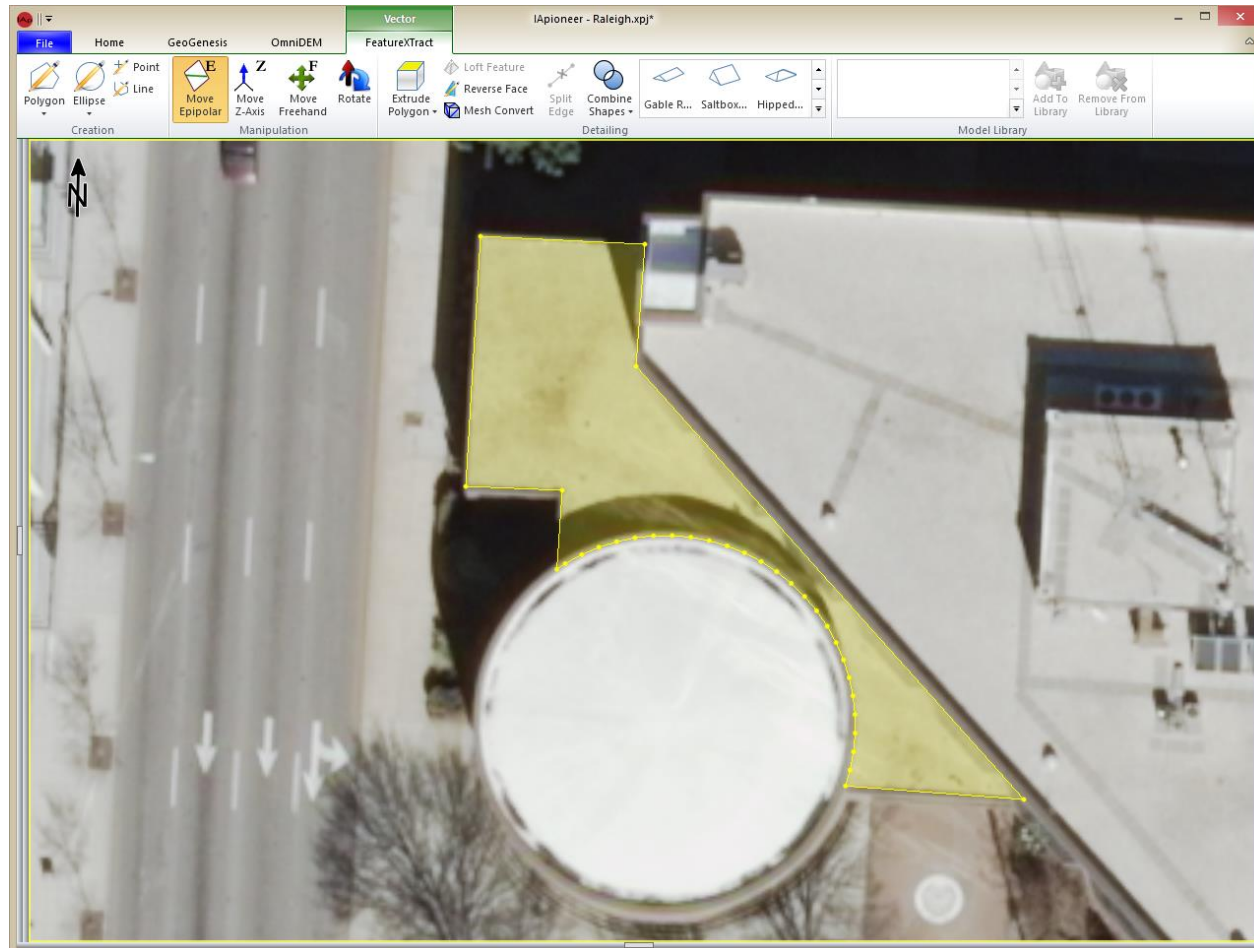 IAp
Vector
IApioneer - Raleigh.xpj*
File
Home
GeoGenesis
OmniDEM
FeatureXTract
Polygon
Ellipse
Point
Line
Creation
E
Move
Epipolar
Z
Move
Z-Axis
F
Move
Freehand
Rotate
Manipulation
Extrude
Polygon
Loft Feature
Reverse Face
Mesh Convert
Split
Edge
Combine
Shapes
Gable R...
Saltbox...
Hipped...
Detailing
Add To
Library
Remove From
Library
Model Library
N